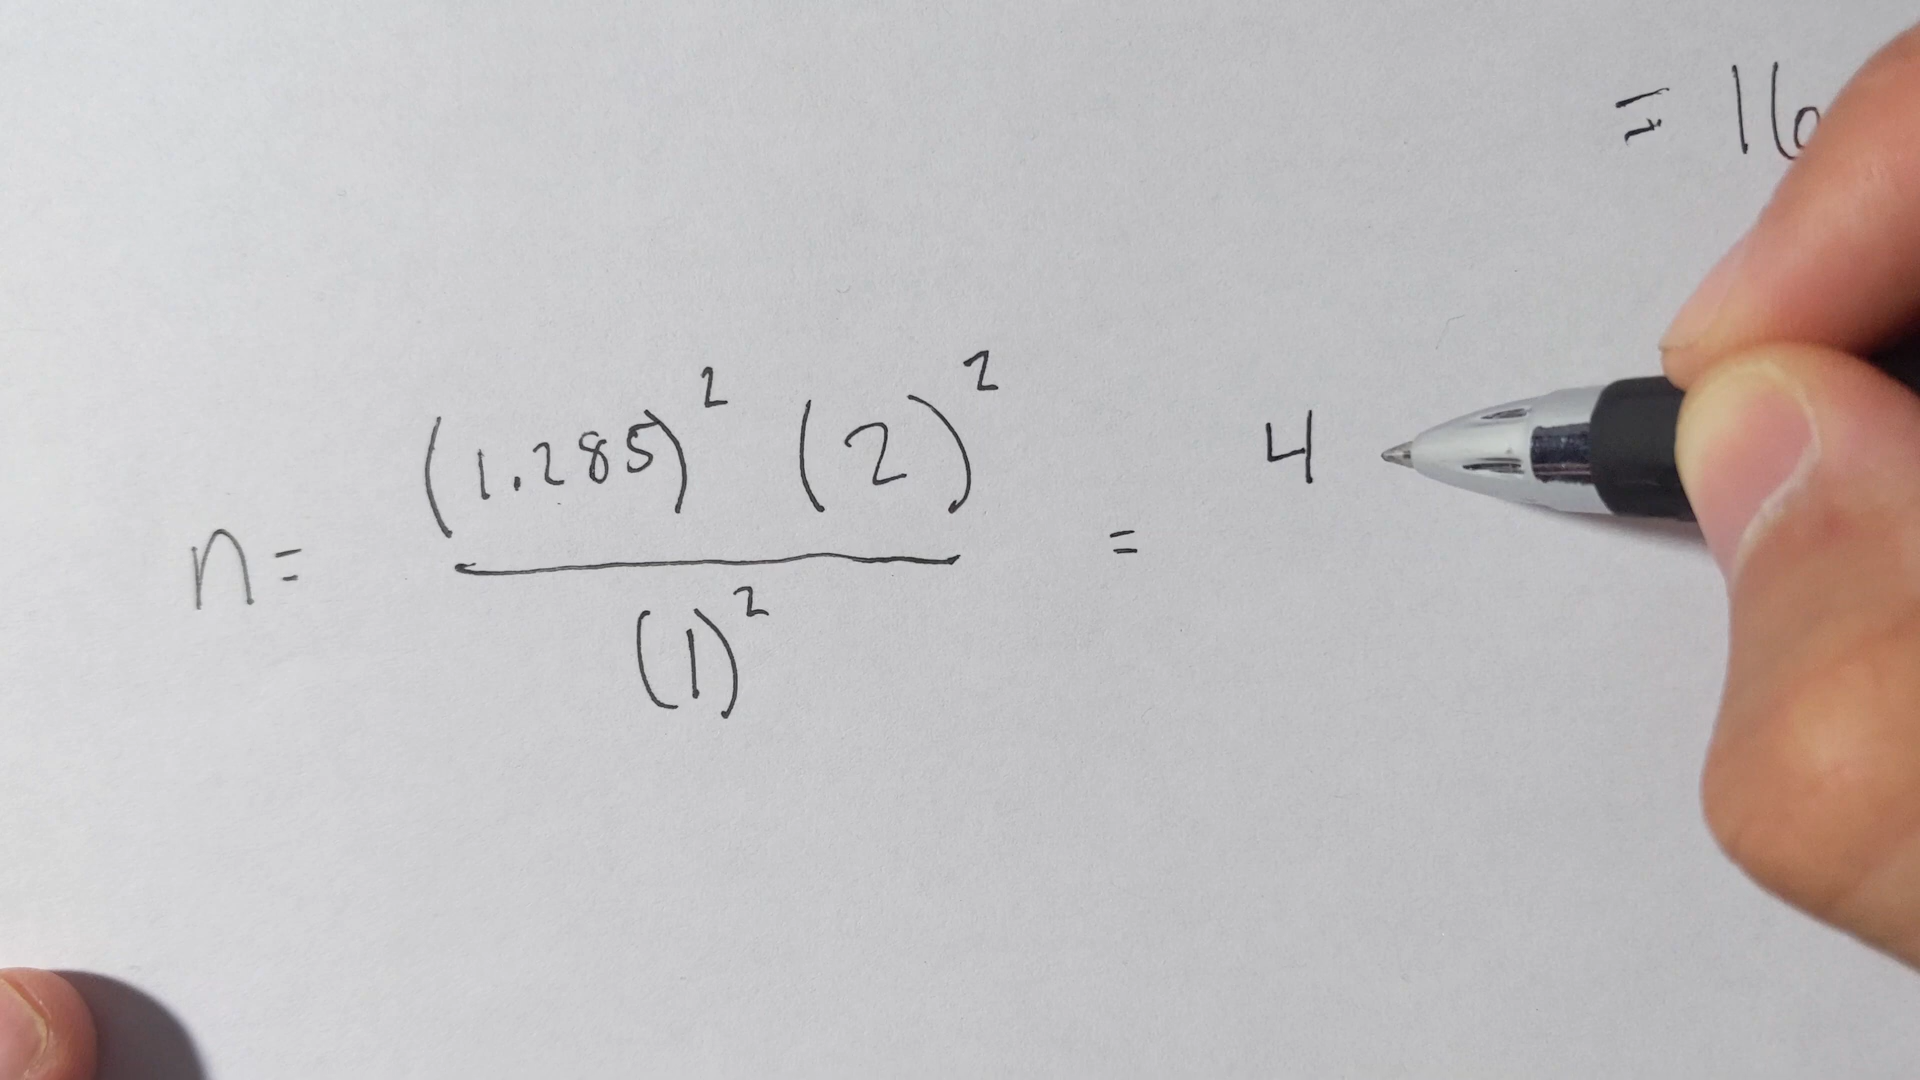 = 16
n = (1.285)² (2)² / (1)² = 4